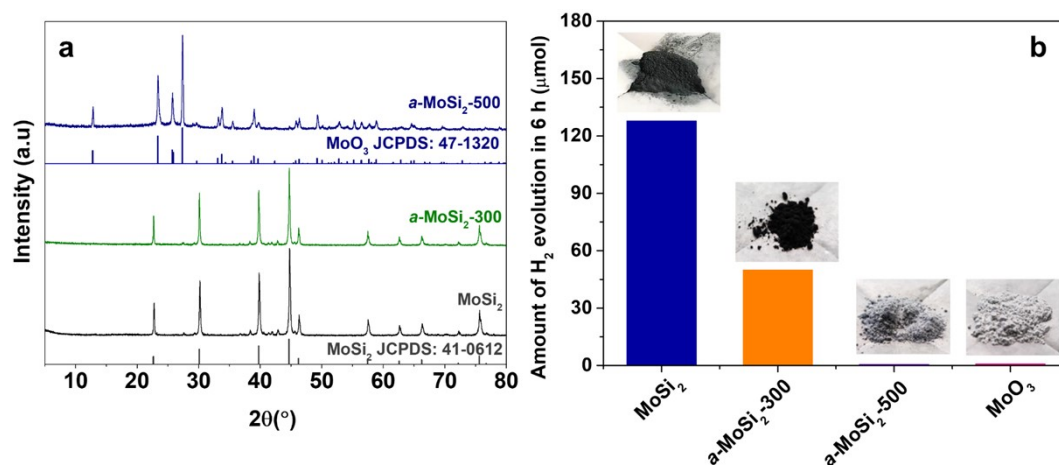 a
Intensity (a.u)
a-MoSi₂-500
MoO₃ JCPDS: 47-1320
a-MoSi₂-300
MoSi₂
MoSi₂ JCPDS: 41-0612
10 20 30 40 50 60 70 80
2θ(°)
b
Amount of H₂ evolution in 6 h (μmol)
180
150
120
90
60
30
0
MoSi₂
a-MoSi₂-300
a-MoSi₂-500
MoO₃